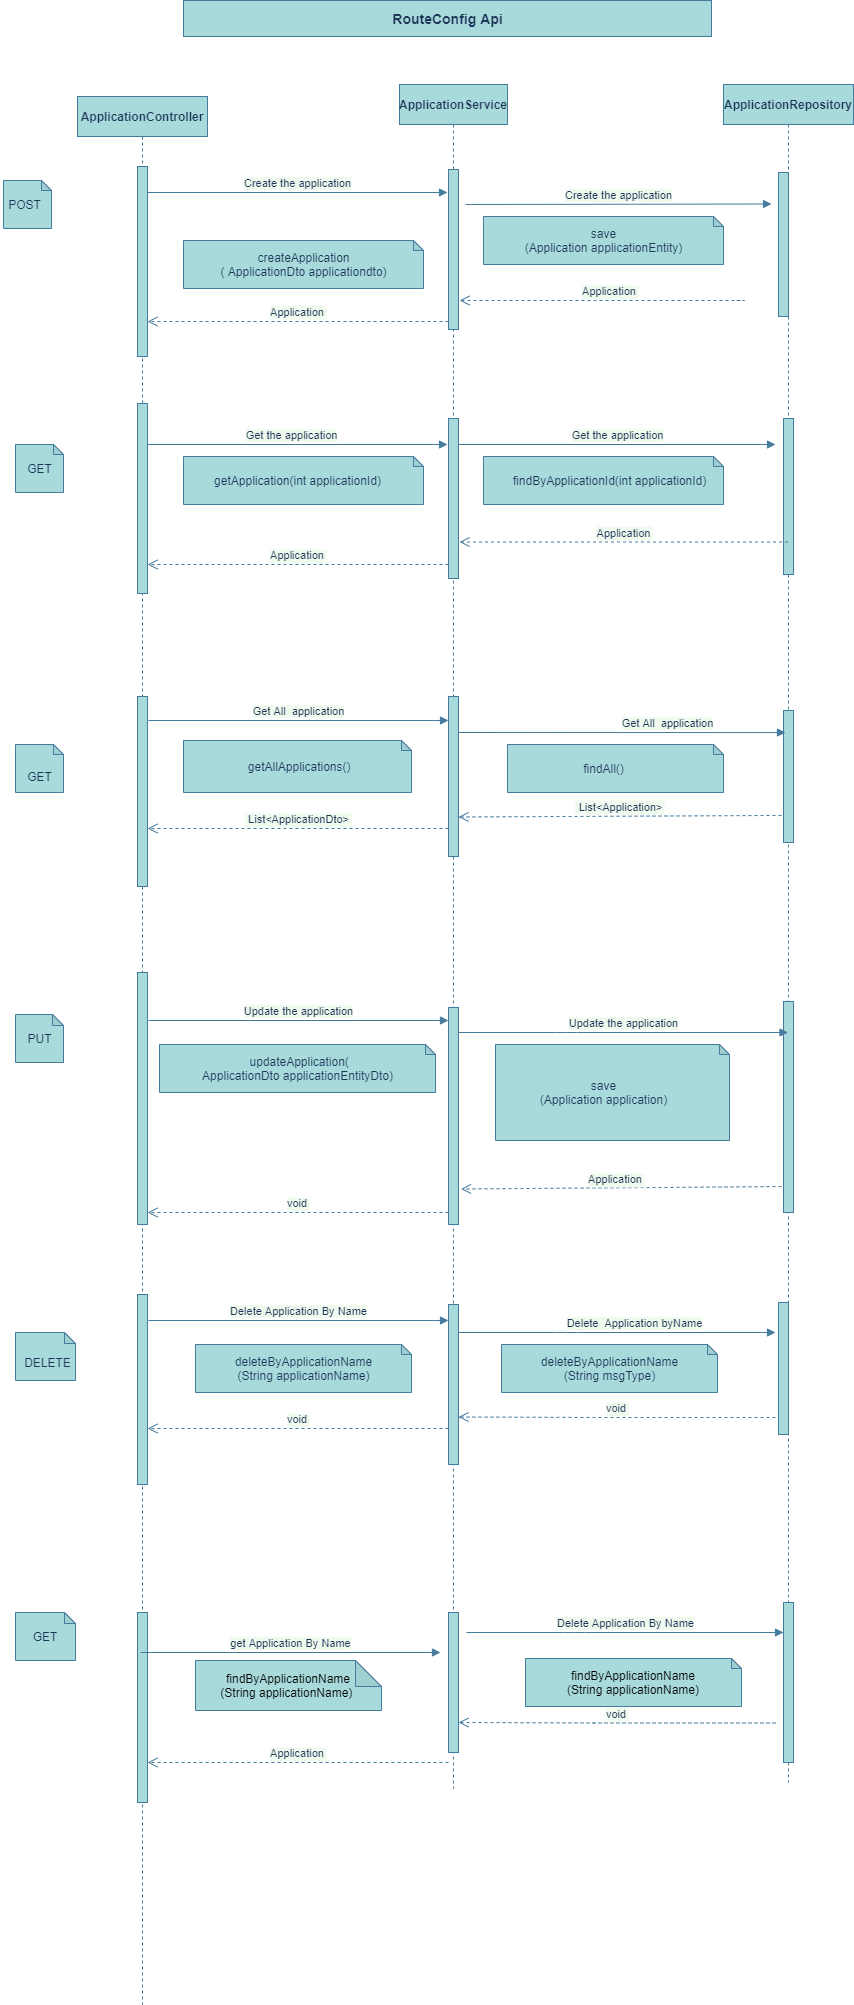 RouteConfig Api
ApplicationController
ApplicationService
ApplicationRepository
POST
Create the application
Create the application
createApplication
( ApplicationDto applicationdto)
save
(Application applicationEntity)
Application
Application
GET
Get the application
Get the application
getApplication(int applicationId)
findByApplicationId(int applicationId)
Application
Application
GET
Get All  application
Get All  application
getAllApplications()
findAll()
List<Application>
List<ApplicationDto>
PUT
Update the application
Update the application
updateApplication(
ApplicationDto applicationEntityDto)
save
(Application application)
Application
void
DELETE
Delete Application By Name
Delete  Application byName
deleteByApplicationName
(String applicationName)
deleteByApplicationName
(String msgType)
void
void
GET
get Application By Name
Delete Application By Name
findByApplicationName
(String applicationName)
findByApplicationName
(String applicationName)
void
Application